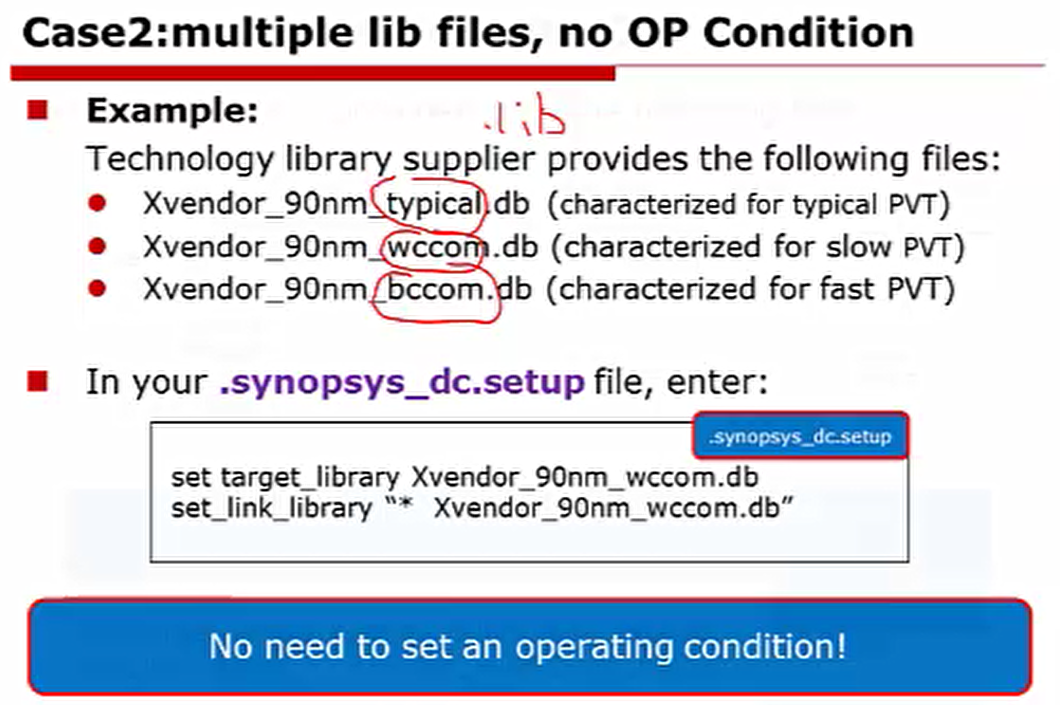 Case2:multiple lib files, no OP Condition
Example:
.lib
Technology library supplier provides the following files:
Xvendor_90nm_typical.db (characterized for typical PVT)
Xvendor_90nm_wccom.db (characterized for slow PVT)
Xvendor_90nm_bccom.db (characterized for fast PVT)
In your .synopsys_dc.setup file, enter:
.synopsys_dc.setup
set target_library Xvendor_90nm_wccom.db
set_link_library “* Xvendor_90nm_wccom.db”
No need to set an operating condition!